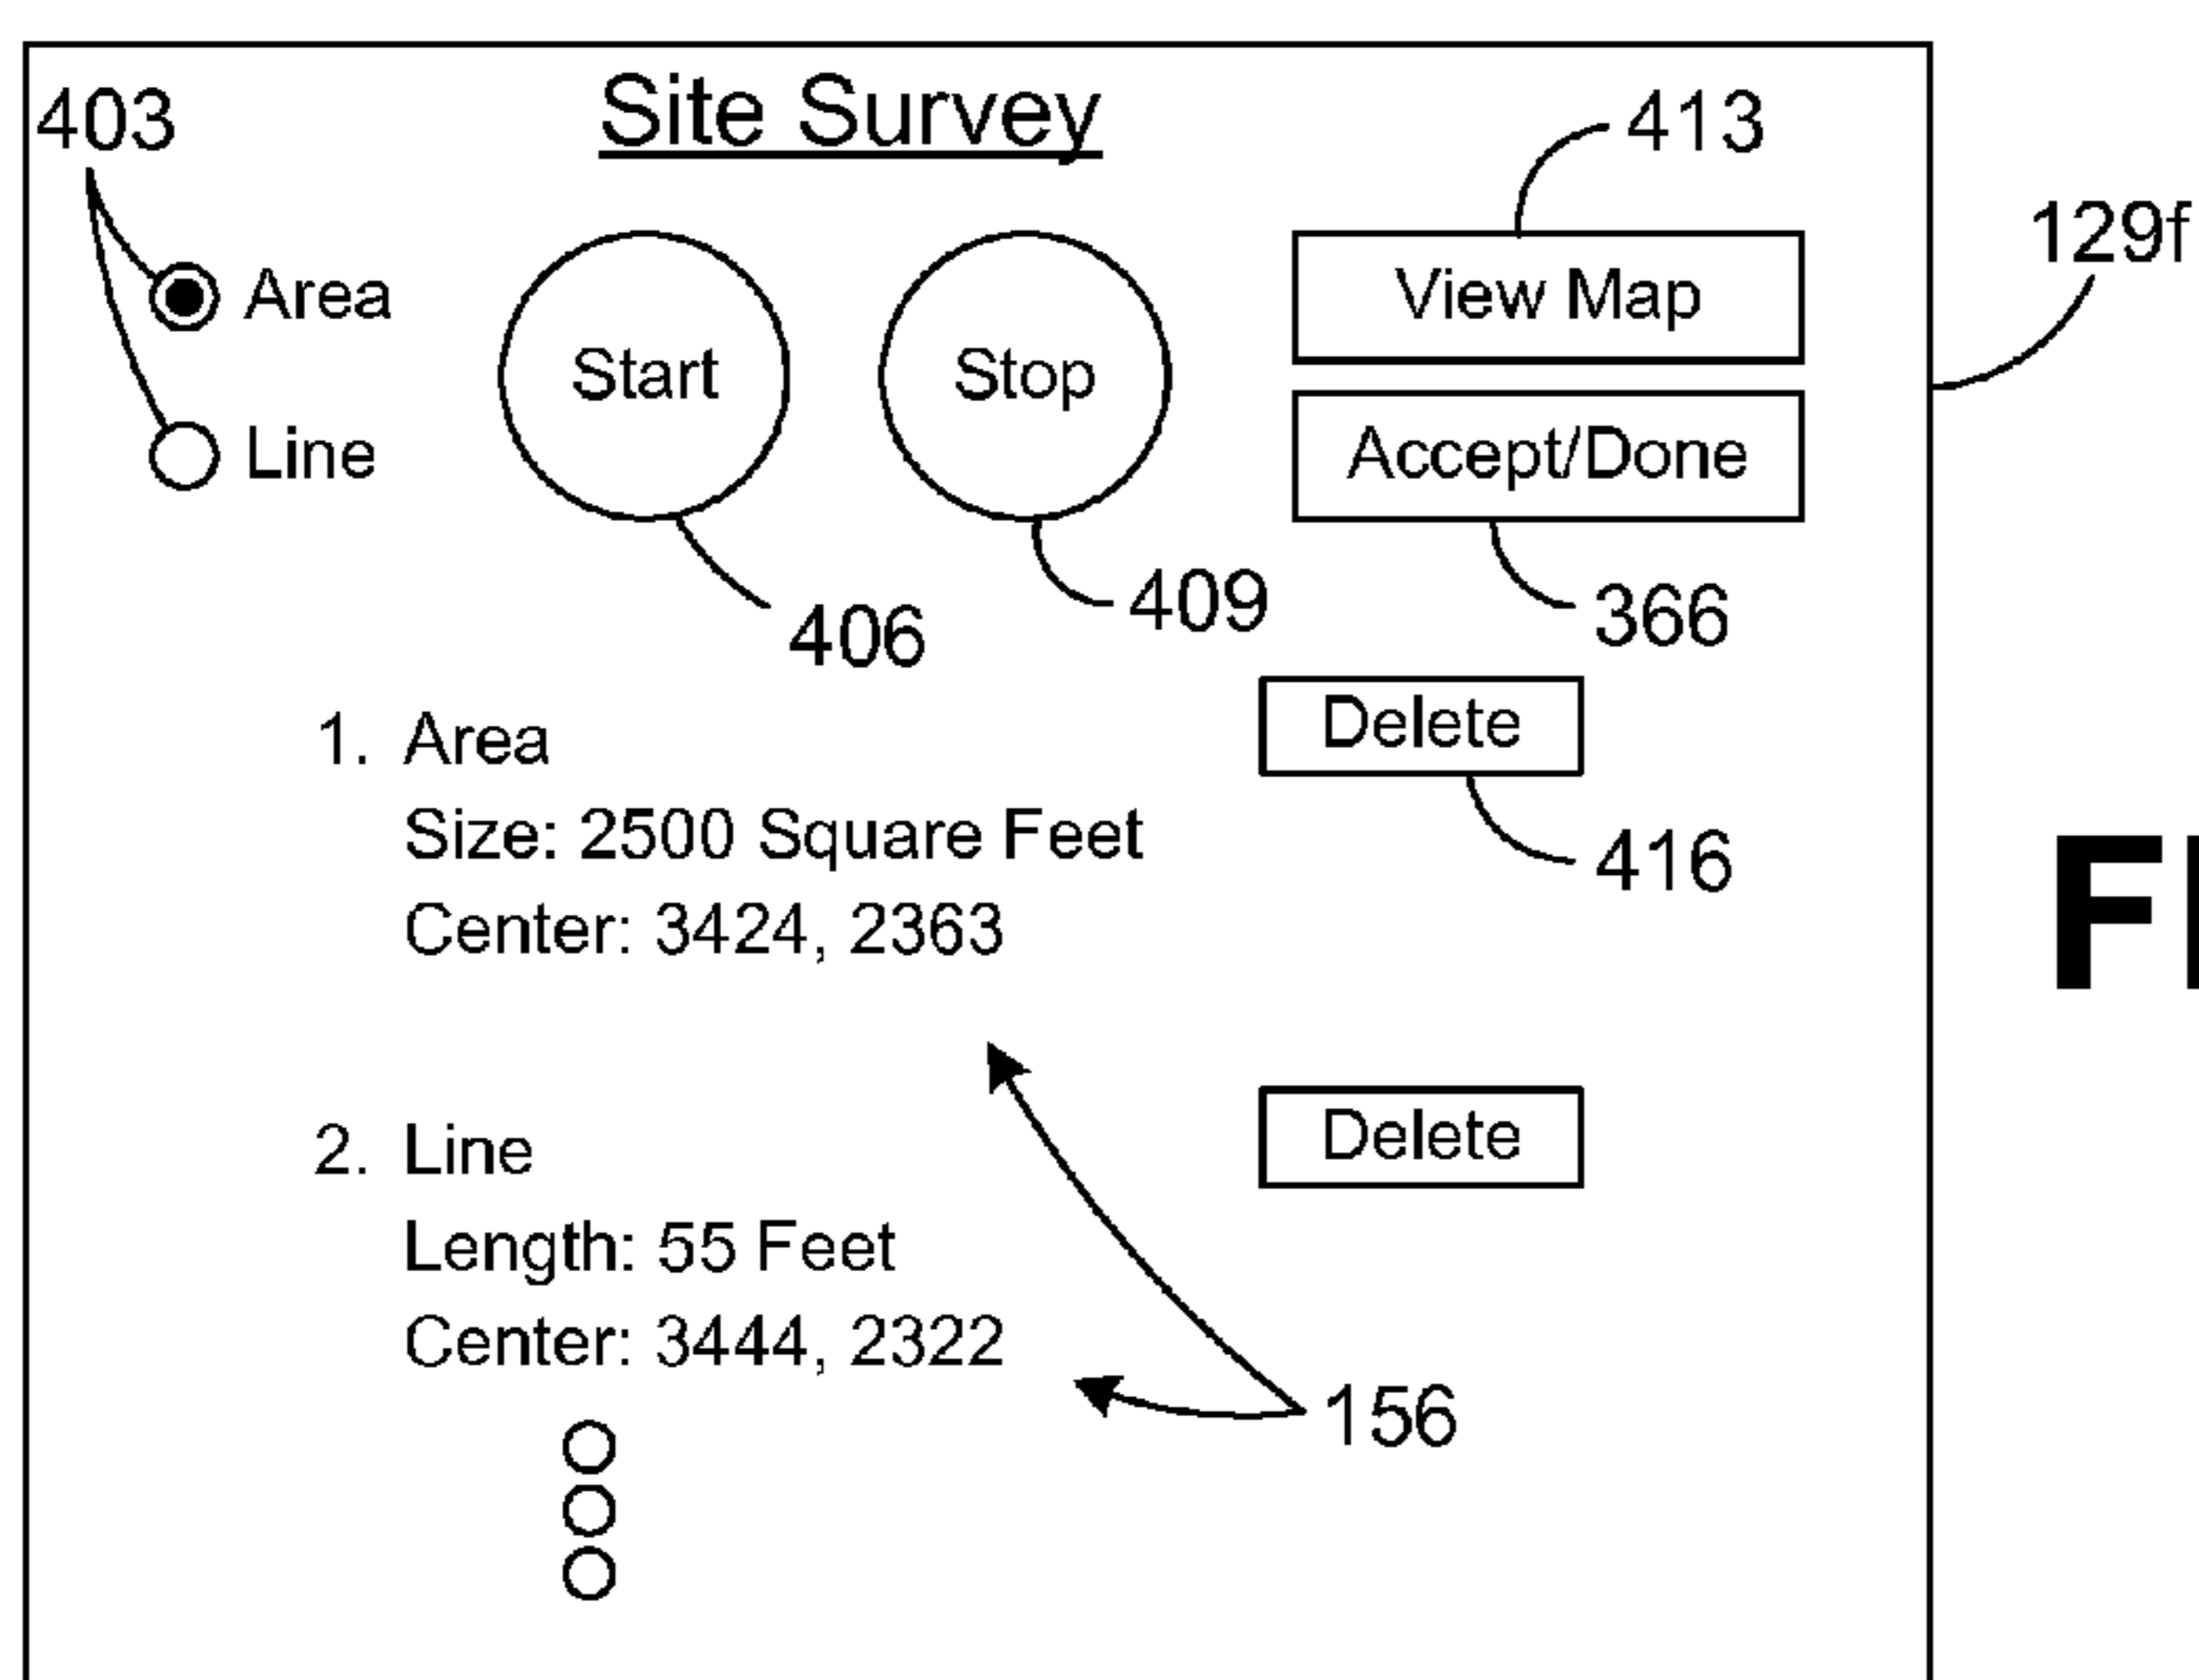 Site Survey
403
413
129f
Area
Line
Start
Stop
View Map
Accept/Done
406
409
366
1. Area
Size: 2500 Square Feet
Center: 3424, 2363
Delete
416
2. Line
Length: 55 Feet
Center: 3444, 2322
Delete
156